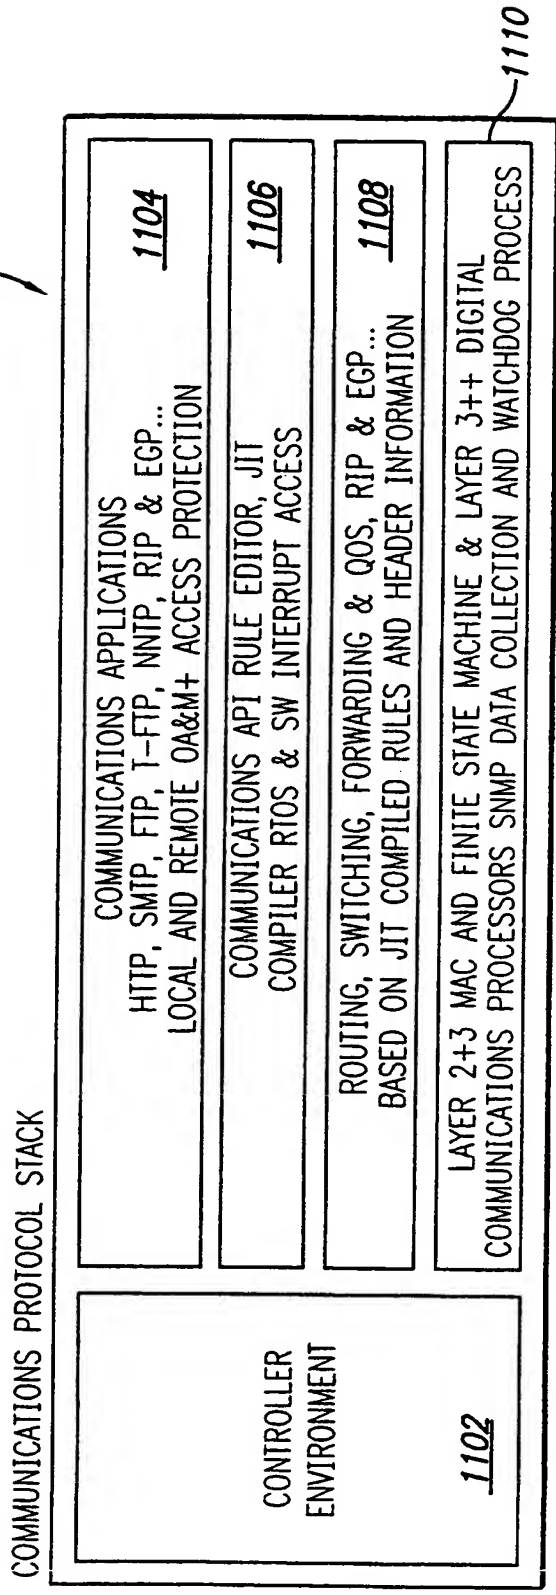 COMMUNICATIONS PROTOCOL STACK
CONTROLLER
ENVIRONMENT
1102
COMMUNICATIONS APPLICATIONS
HTTP, SMTP, FTP, T-FTP, NNTP, RIP & EGP...
LOCAL AND REMOTE OA&M+ ACCESS PROTECTION
1104
COMMUNICATIONS API RULE EDITOR, JIT
COMPILER RTOS & SW INTERRUPT ACCESS
1106
ROUTING, SWITCHING, FORWARDING & QOS, RIP & EGP...
BASED ON JIT COMPILED RULES AND HEADER INFORMATION
1108
LAYER 2+3 MAC AND FINITE STATE MACHINE & LAYER 3++ DIGITAL
COMMUNICATIONS PROCESSORS SNMP DATA COLLECTION AND WATCHDOG PROCESS
1110